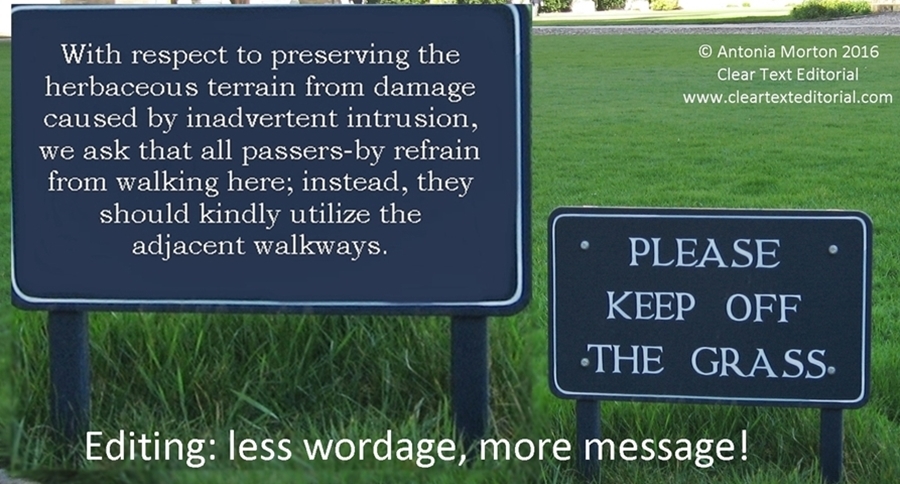 With respect to preserving the
herbaceous terrain from damage
caused by inadvertent intrusion,
we ask that all passers-by refrain
from walking here; instead, they
should kindly utilize the
adjacent walkways.
© Antonia Morton 2016
Clear Text Editorial
www.cleartexteditorial.com
PLEASE
KEEP OFF
THE GRASS
Editing: less wordage, more message!